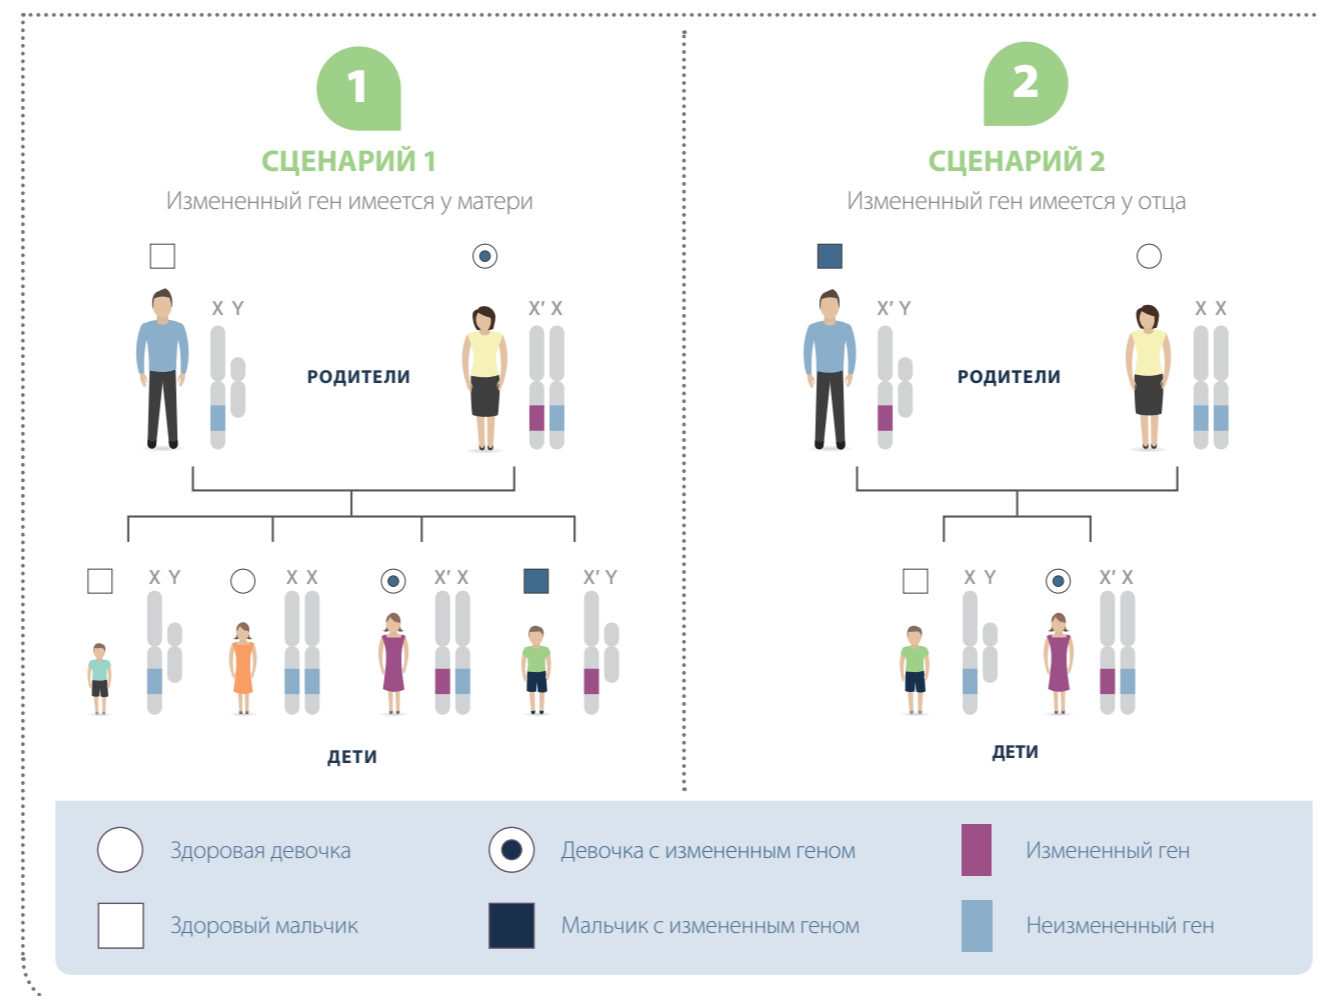 1
СЦЕНАРИЙ 1
Измененный ген имеется у матери
X Y
X' X
РОДИТЕЛИ
X Y
X X
X' X
X' Y
ДЕТИ
2
СЦЕНАРИЙ 2
Измененный ген имеется у отца
X' Y
X X
РОДИТЕЛИ
X Y
X' X
ДЕТИ
Здоровая девочка
Девочка с измененным геном
Измененный ген
Здоровый мальчик
Мальчик с измененным геном
Неизмененный ген